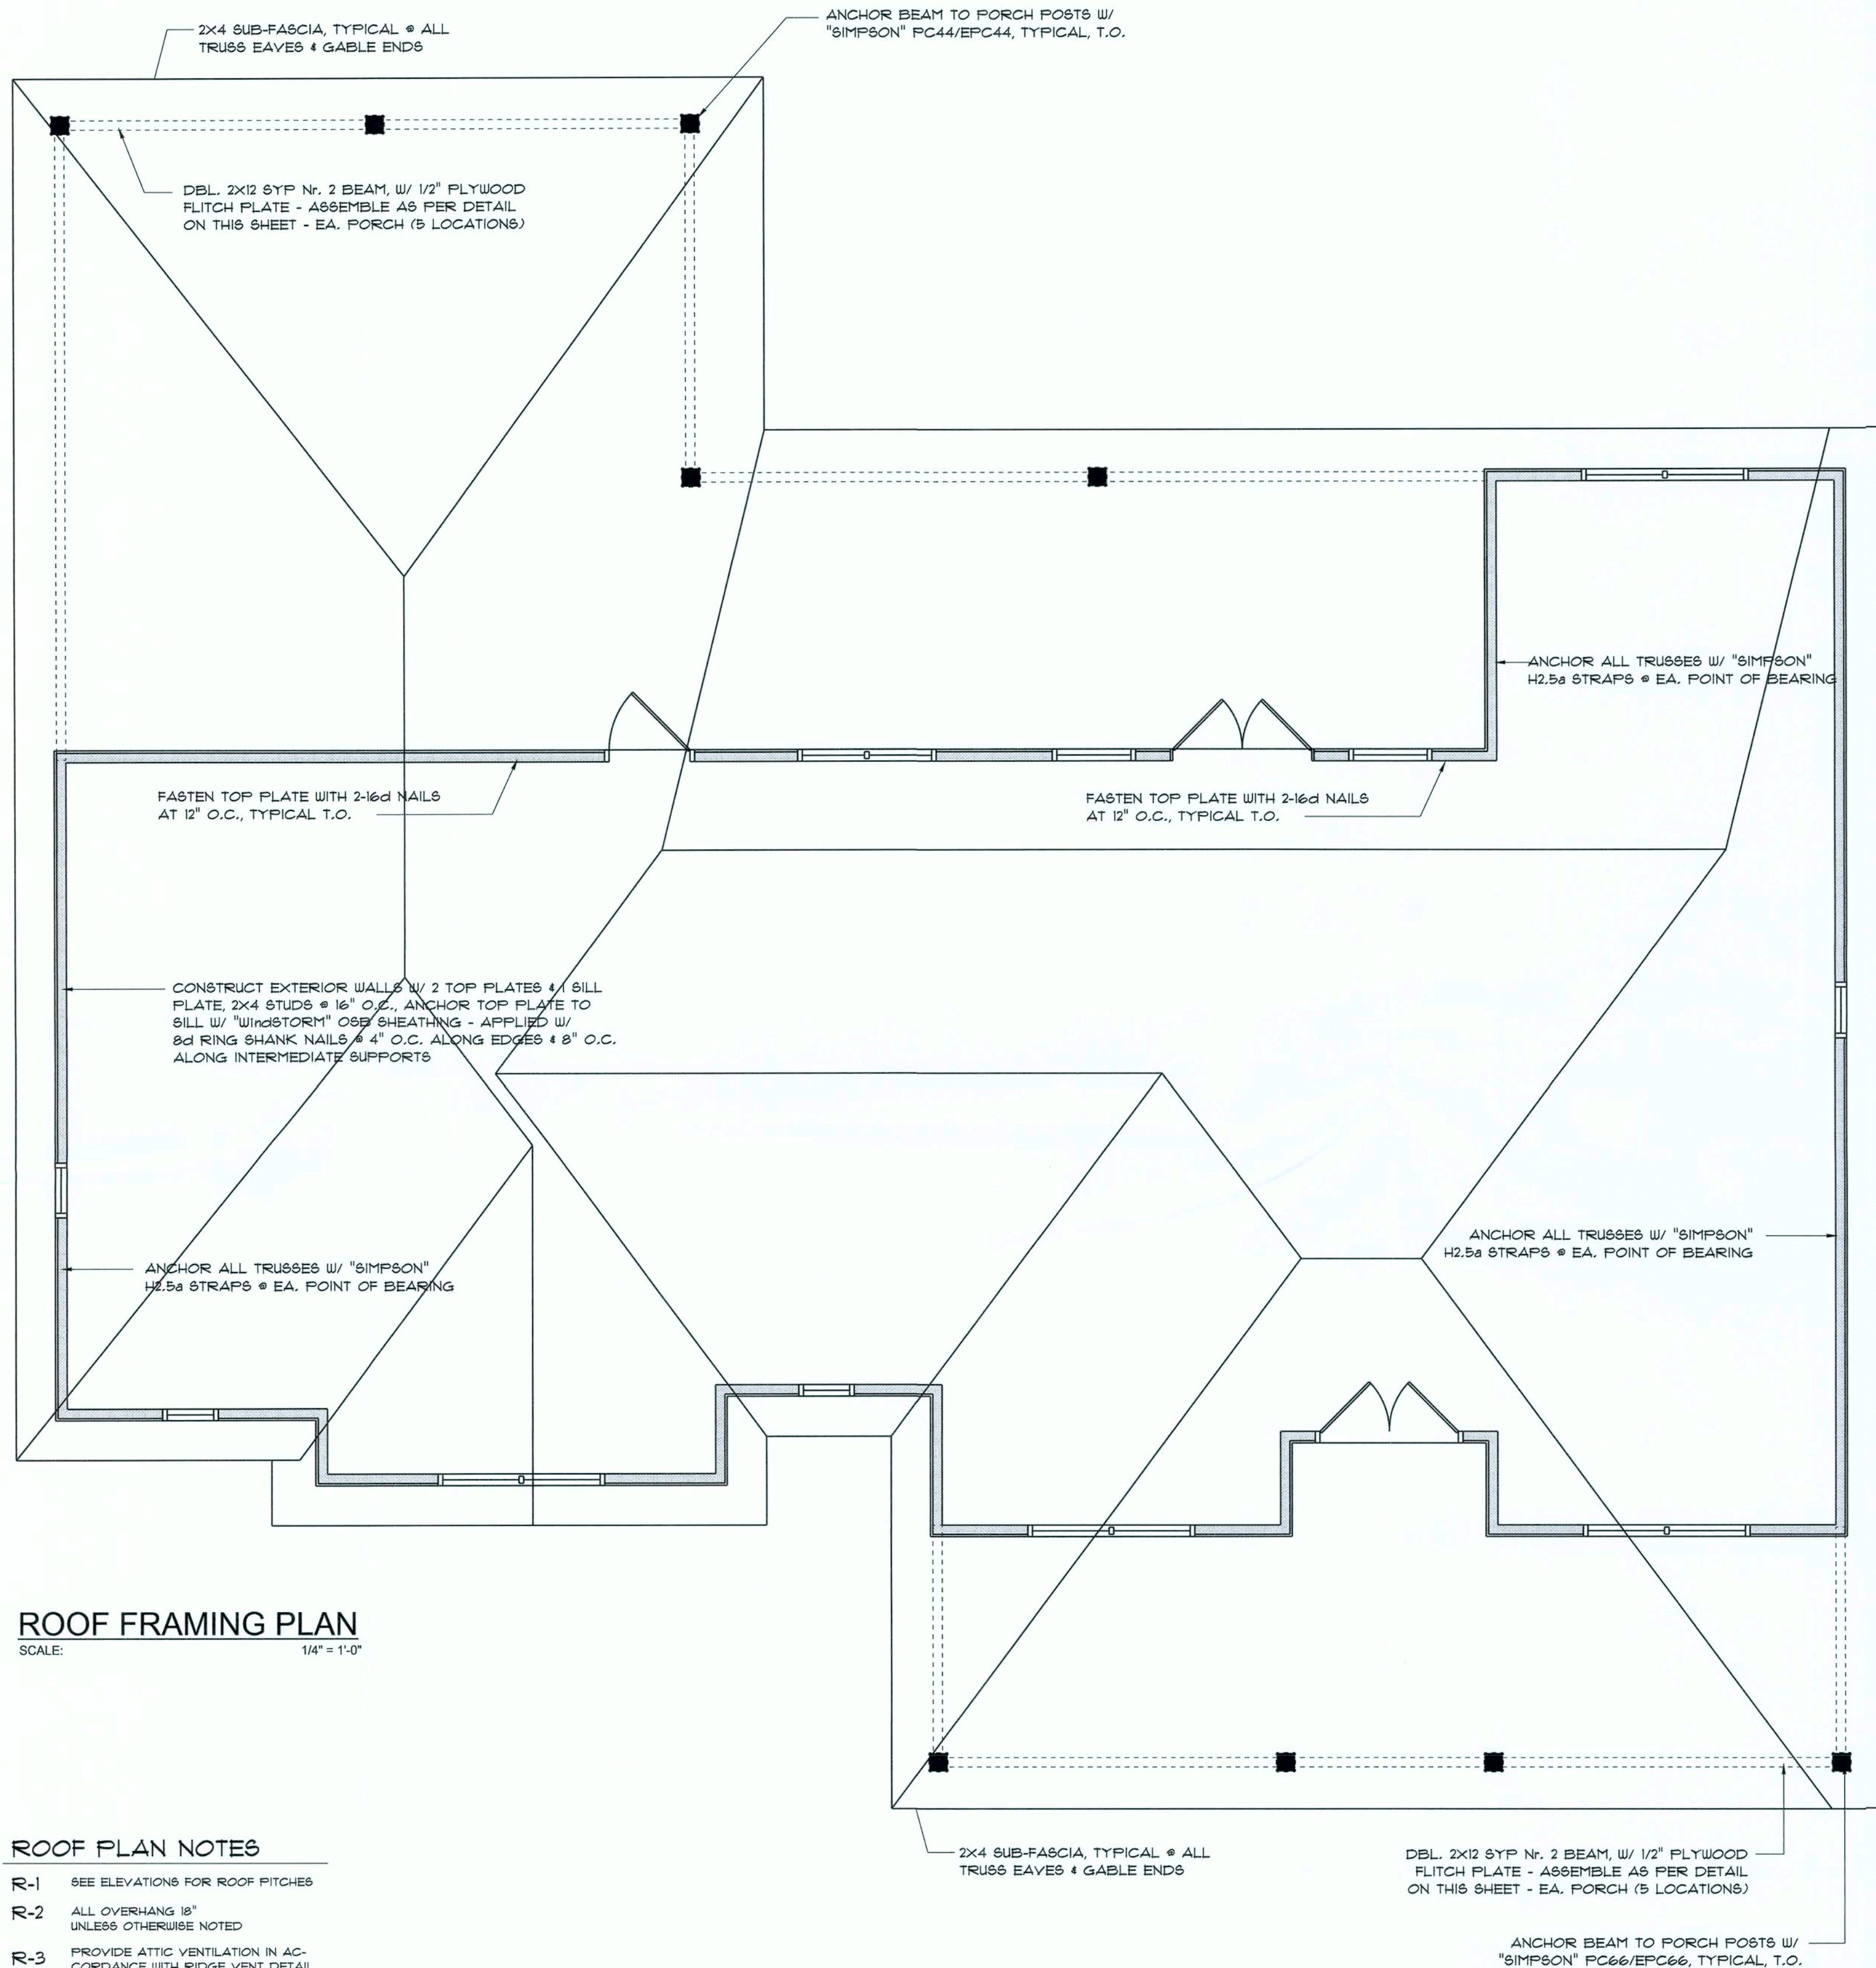 2X4 SUB-FASCIA, TYPICAL @ ALL
TRUSS EAVES & GABLE ENDS
ANCHOR BEAM TO PORCH POSTS W/
"SIMPSON" PC44/EPC44, TYPICAL, T.O.
DBL. 2X12 SYP Nr. 2 BEAM, W/ 1/2" PLYWOOD
FLITCH PLATE - ASSEMBLE AS PER DETAIL
ON THIS SHEET - EA. PORCH (5 LOCATIONS)
ANCHOR ALL TRUSSES W/ "SIMPSON"
H2.5a STRAPS @ EA. POINT OF BEARING
FASTEN TOP PLATE WITH 2-16d NAILS
AT 12" O.C., TYPICAL T.O.
FASTEN TOP PLATE WITH 2-16d NAILS
AT 12" O.C., TYPICAL T.O.
CONSTRUCT EXTERIOR WALLS W/ 2 TOP PLATES & 1 SILL
PLATE, 2X4 STUDS @ 16" O.C., ANCHOR TOP PLATE TO
SILL W/ "WindSTORM" OSB SHEATHING - APPLIED W/
8d RING SHANK NAILS @ 4" O.C. ALONG EDGES & 8" O.C.
ALONG INTERMEDIATE SUPPORTS
ANCHOR ALL TRUSSES W/ "SIMPSON"
H2.5a STRAPS @ EA. POINT OF BEARING
ANCHOR ALL TRUSSES W/ "SIMPSON"
H2.5a STRAPS @ EA. POINT OF BEARING
ROOF FRAMING PLAN
SCALE: 1/4" = 1'-0"
2X4 SUB-FASCIA, TYPICAL @ ALL
TRUSS EAVES & GABLE ENDS
DBL. 2X12 SYP Nr. 2 BEAM, W/ 1/2" PLYWOOD
FLITCH PLATE - ASSEMBLE AS PER DETAIL
ON THIS SHEET - EA. PORCH (5 LOCATIONS)
ANCHOR BEAM TO PORCH POSTS W/
"SIMPSON" PC66/EPC66, TYPICAL, T.O.
ROOF PLAN NOTES
R-1 SEE ELEVATIONS FOR ROOF PITCHES
R-2 ALL OVERHANG 18"
UNLESS OTHERWISE NOTED
R-3 PROVIDE ATTIC VENTILATION IN AC-
CORDANCE WITH RIDGE VENT DETAIL